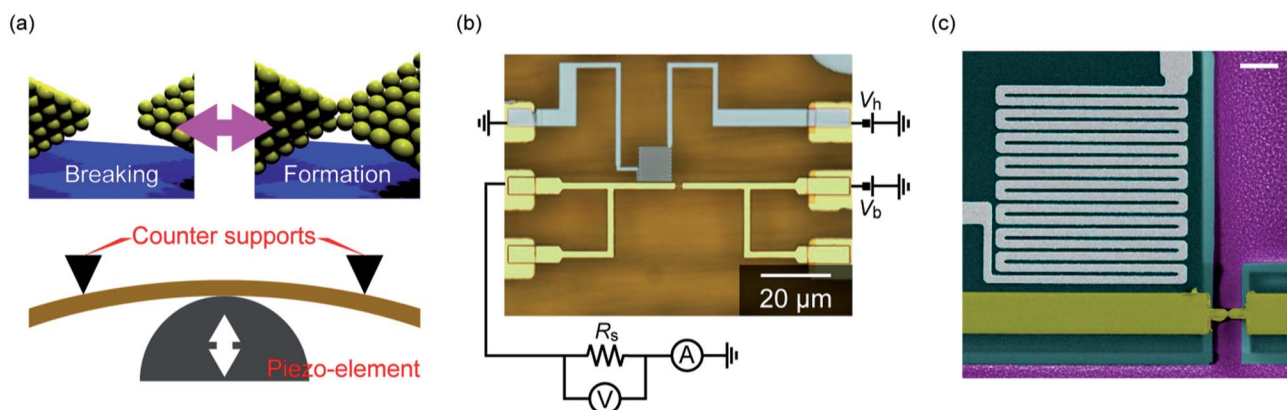 (a)
Breaking
Formation
Counter supports
Piezo-element
(b)
V_h
V_b
20 μm
R_s
A
V
(c)